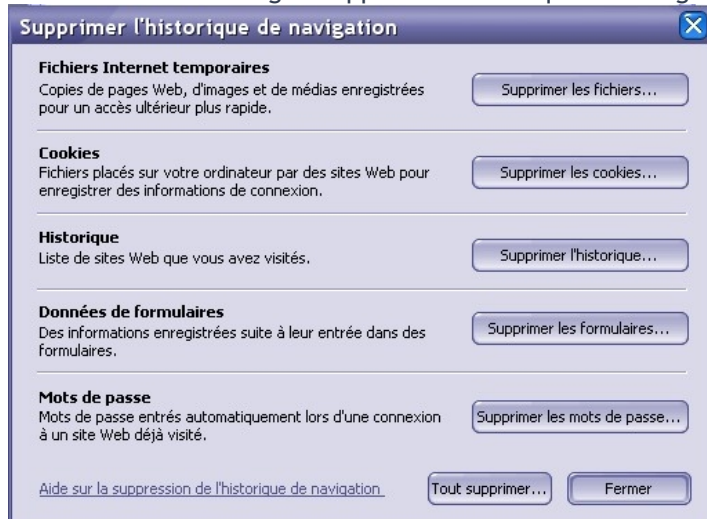 Supprimer l'historique de navigation
Fichiers Internet temporaires
Copies de pages Web, d'images et de médias enregistrées
pour un accès ultérieur plus rapide.
Supprimer les fichiers...
Cookies
Fichiers placés sur votre ordinateur par des sites Web pour
enregistrer des informations de connexion.
Supprimer les cookies...
Historique
Liste de sites Web que vous avez visités.
Supprimer l'historique...
Données de formulaires
Des informations enregistrées suite à leur entrée dans des
formulaires.
Supprimer les formulaires...
Mots de passe
Mots de passe entrés automatiquement lors d'une connexion
à un site Web déjà visité.
Supprimer les mots de passe...
Aide sur la suppression de l'historique de navigation
Tout supprimer...
Fermer